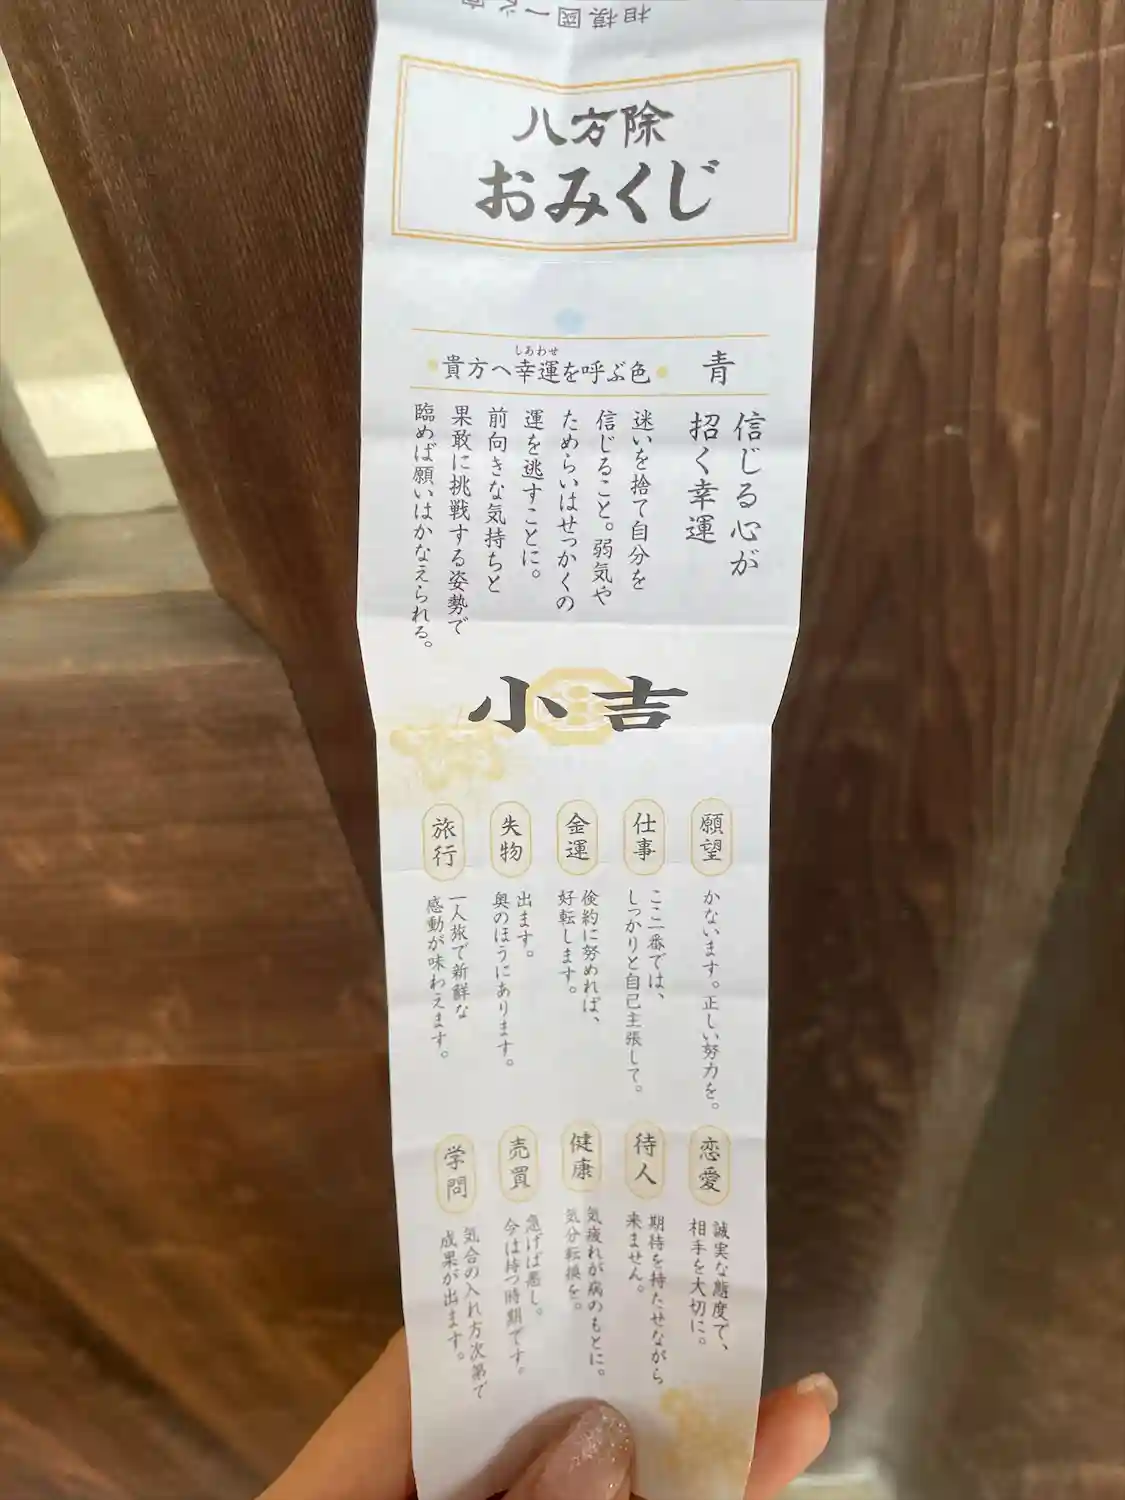 相模國一之宮
八方除
おみくじ
貴方へ幸運を呼ぶ色
しあわせ
青
信じる心が
招く幸運
迷いを捨て自分を
信じること。弱気や
ためらいはせっかくの
運を逃すことに。
前向きな気持ちと
果敢に挑戦する姿勢で
臨めば願いはかなえられる。
小吉
願望
かないます。正しい努力を。
仕事
ここ一番では、
しっかりと自己主張して。
金運
倹約に努めれば、
好転します。
失物
出ます。
奥のほうにあります。
旅行
一人旅で新鮮な
感動が味わえます。
恋愛
誠実な態度で、
相手を大切に。
待人
期待を持たせながら
来ません。
健康
気疲れが病のもとに。
気分転換を。
売買
急げば悪し。
今は待つ時期です。
学問
気合の入れ方次第で
成果が出ます。